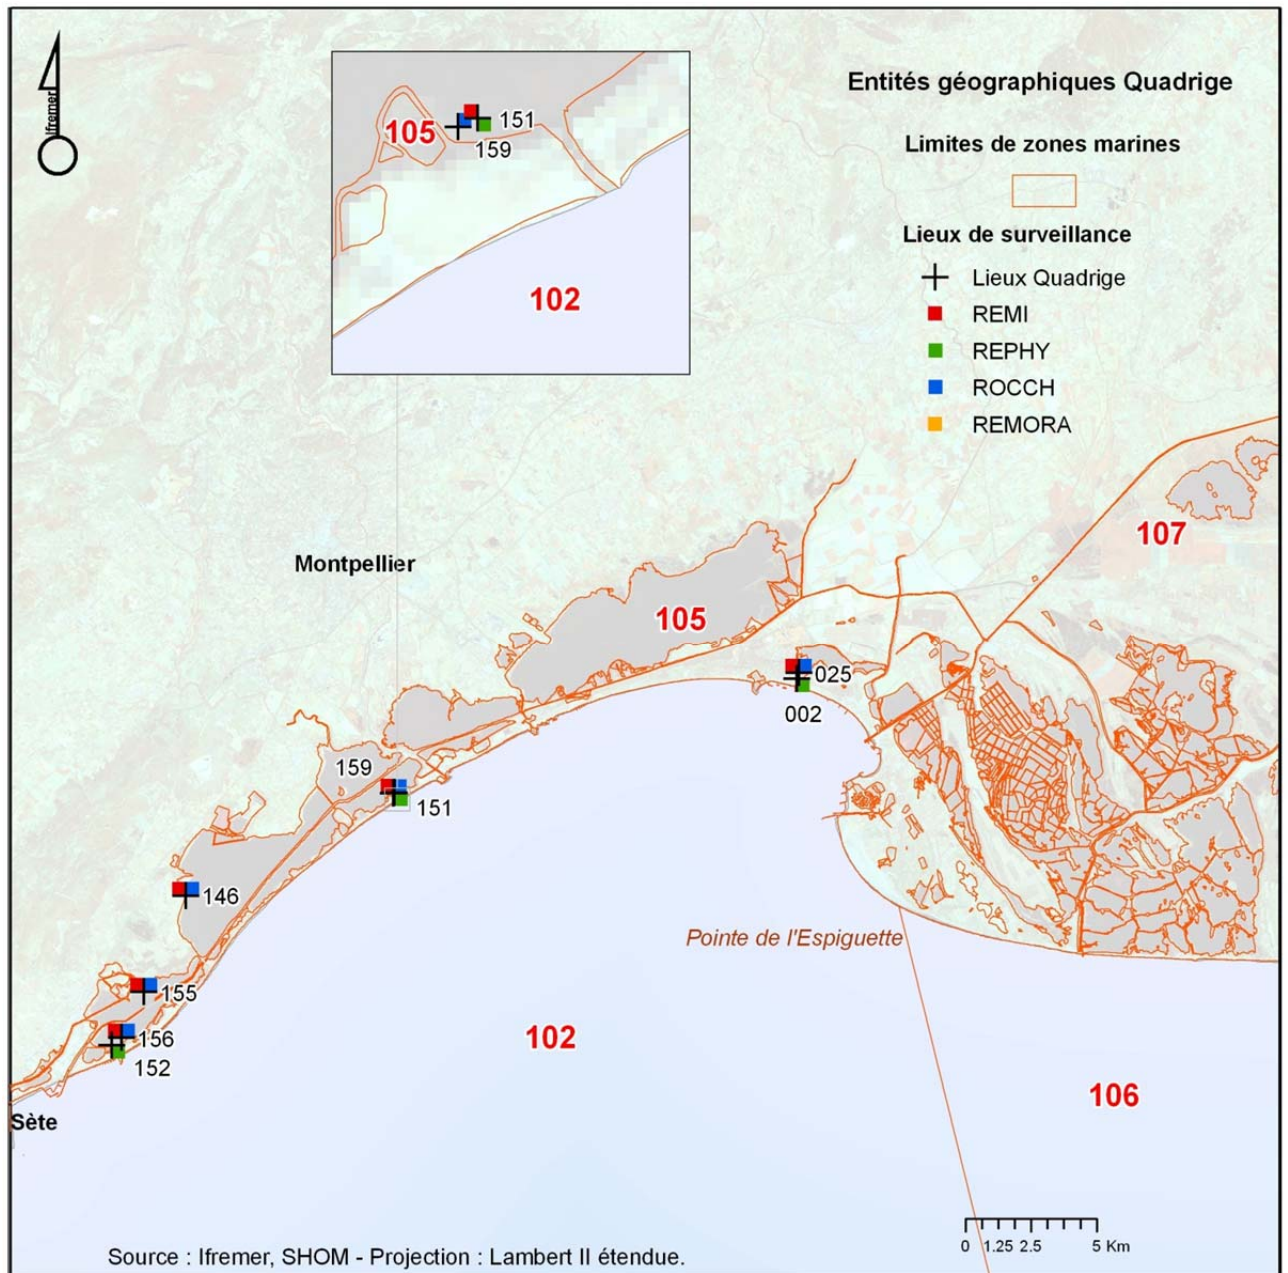 Ifremer
Entités géographiques Quadrige
Limites de zones marines
Lieux de surveillance
Lieux Quadrige
REMI
REPHY
ROCCH
REMORA
105
151
159
102
107
Montpellier
105
025
002
159
151
146
Pointe de l'Espiguette
155
156
152
102
106
Sète
0 1.25 2.5 5 Km
Source : Ifremer, SHOM - Projection : Lambert II étendue.